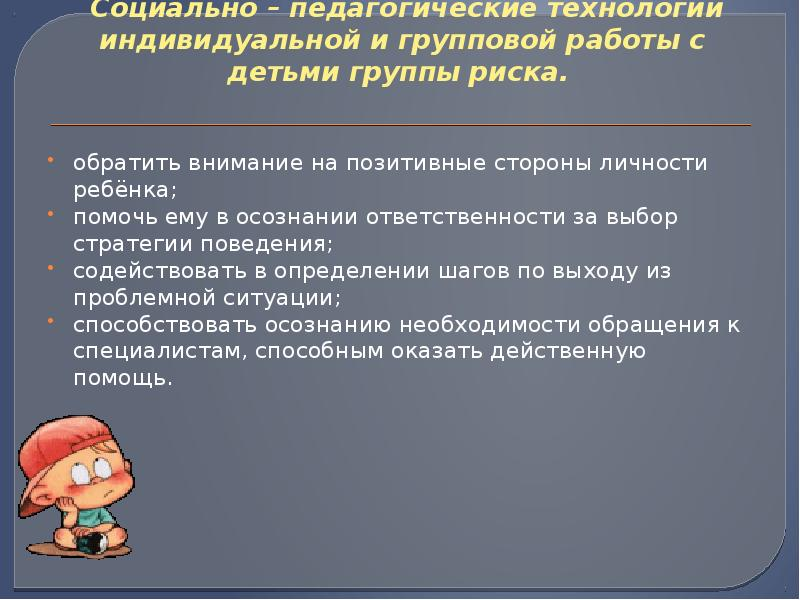 Социально – педагогические технологии
индивидуальной и групповой работы с
детьми группы риска.
• обратить внимание на позитивные стороны личности
ребёнка;
• помочь ему в осознании ответственности за выбор
стратегии поведения;
• содействовать в определении шагов по выходу из
проблемной ситуации;
• способствовать осознанию необходимости обращения к
специалистам, способным оказать действенную
помощь.